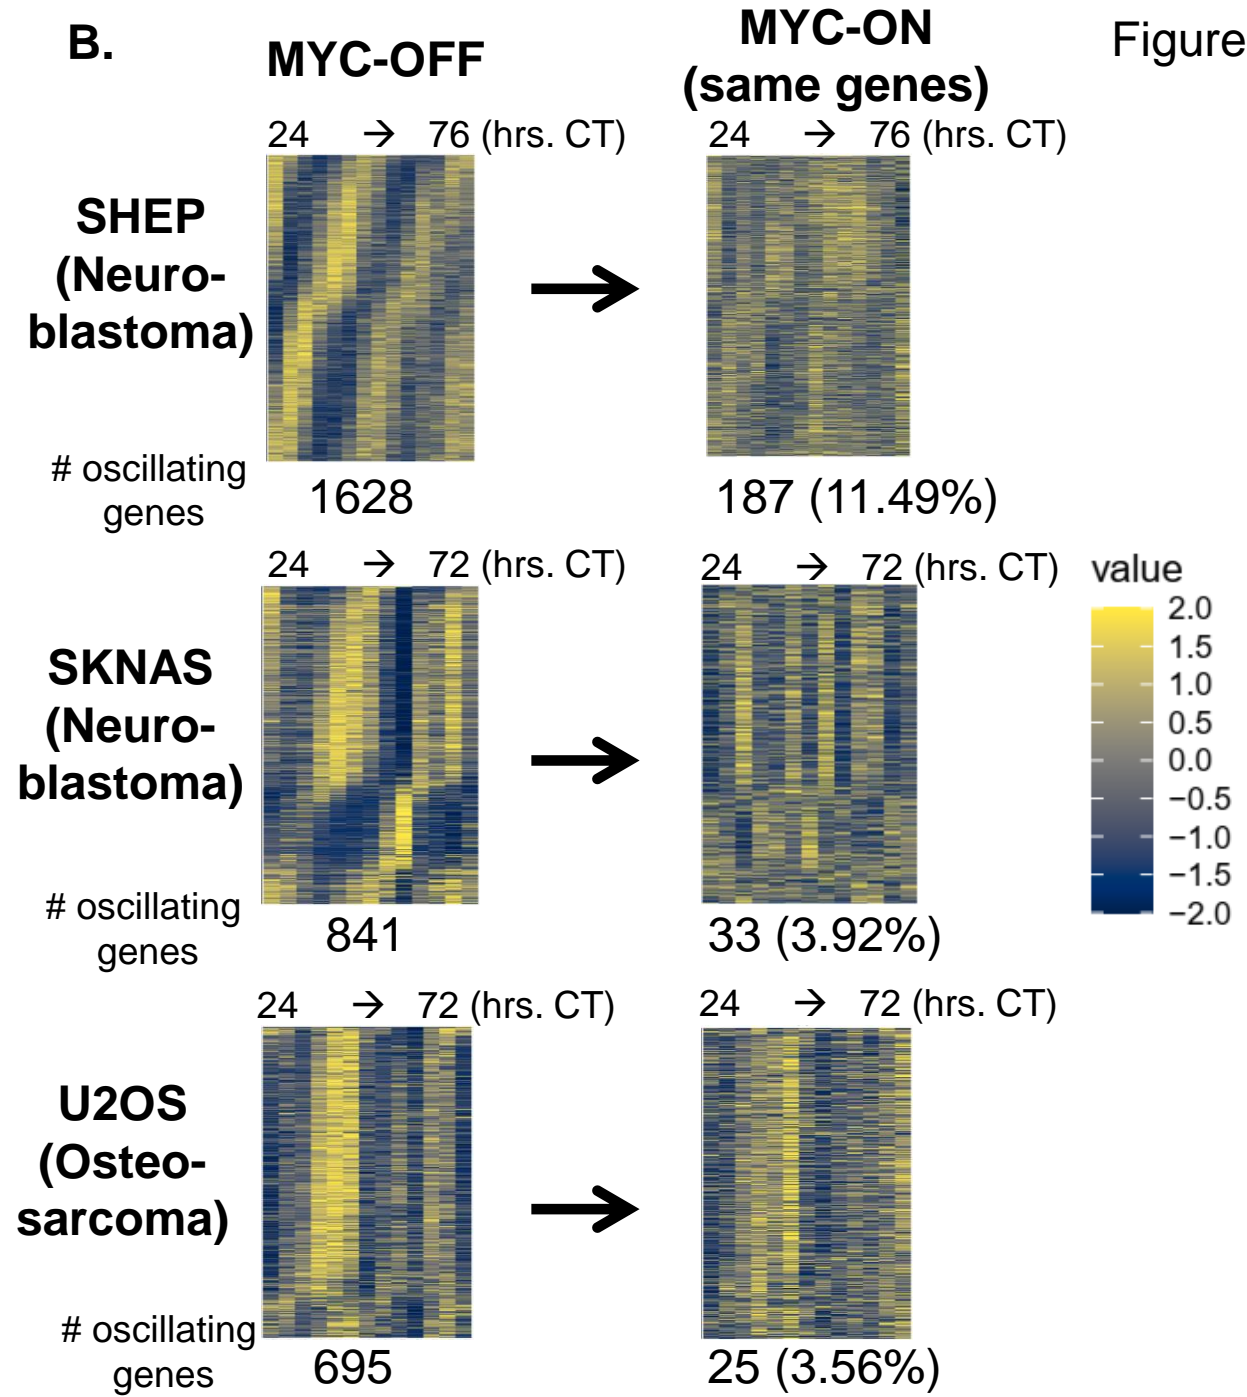 B.
MYC-OFF
MYC-ON
(same genes)
Figure
24 → 76 (hrs. CT)
24 → 76 (hrs. CT)
SHEP
(Neuro-
blastoma)
# oscillating
genes
1628
187 (11.49%)
24 → 72 (hrs. CT)
24 → 72 (hrs. CT)
SKNAS
(Neuro-
blastoma)
value
2.0
1.5
1.0
0.5
0.0
−0.5
−1.0
−1.5
−2.0
# oscillating
genes
841
33 (3.92%)
24 → 72 (hrs. CT)
24 → 72 (hrs. CT)
U2OS
(Osteo-
sarcoma)
# oscillating
genes
695
25 (3.56%)